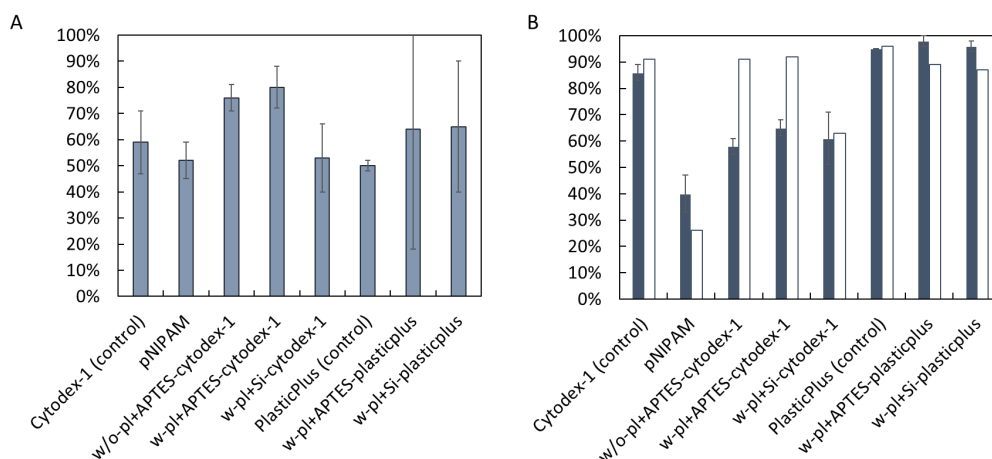 A
100%
90%
80%
70%
60%
50%
40%
30%
20%
10%
0%
Cytodex-1 (control)
pNIPAM
w/o-pl+APTES-cytodex-1
w-pl+APTES-cytodex-1
w-pl+Si-cytodex-1
PlasticPlus (control)
w-pl+APTES-plasticplus
w-pl+Si-plasticplus
B
100%
90%
80%
70%
60%
50%
40%
30%
20%
10%
0%
Cytodex-1 (control)
pNIPAM
w/o-pl+APTES-cytodex-1
w-pl+APTES-cytodex-1
w-pl+Si-cytodex-1
PlasticPlus (control)
w-pl+APTES-plasticplus
w-pl+Si-plasticplus